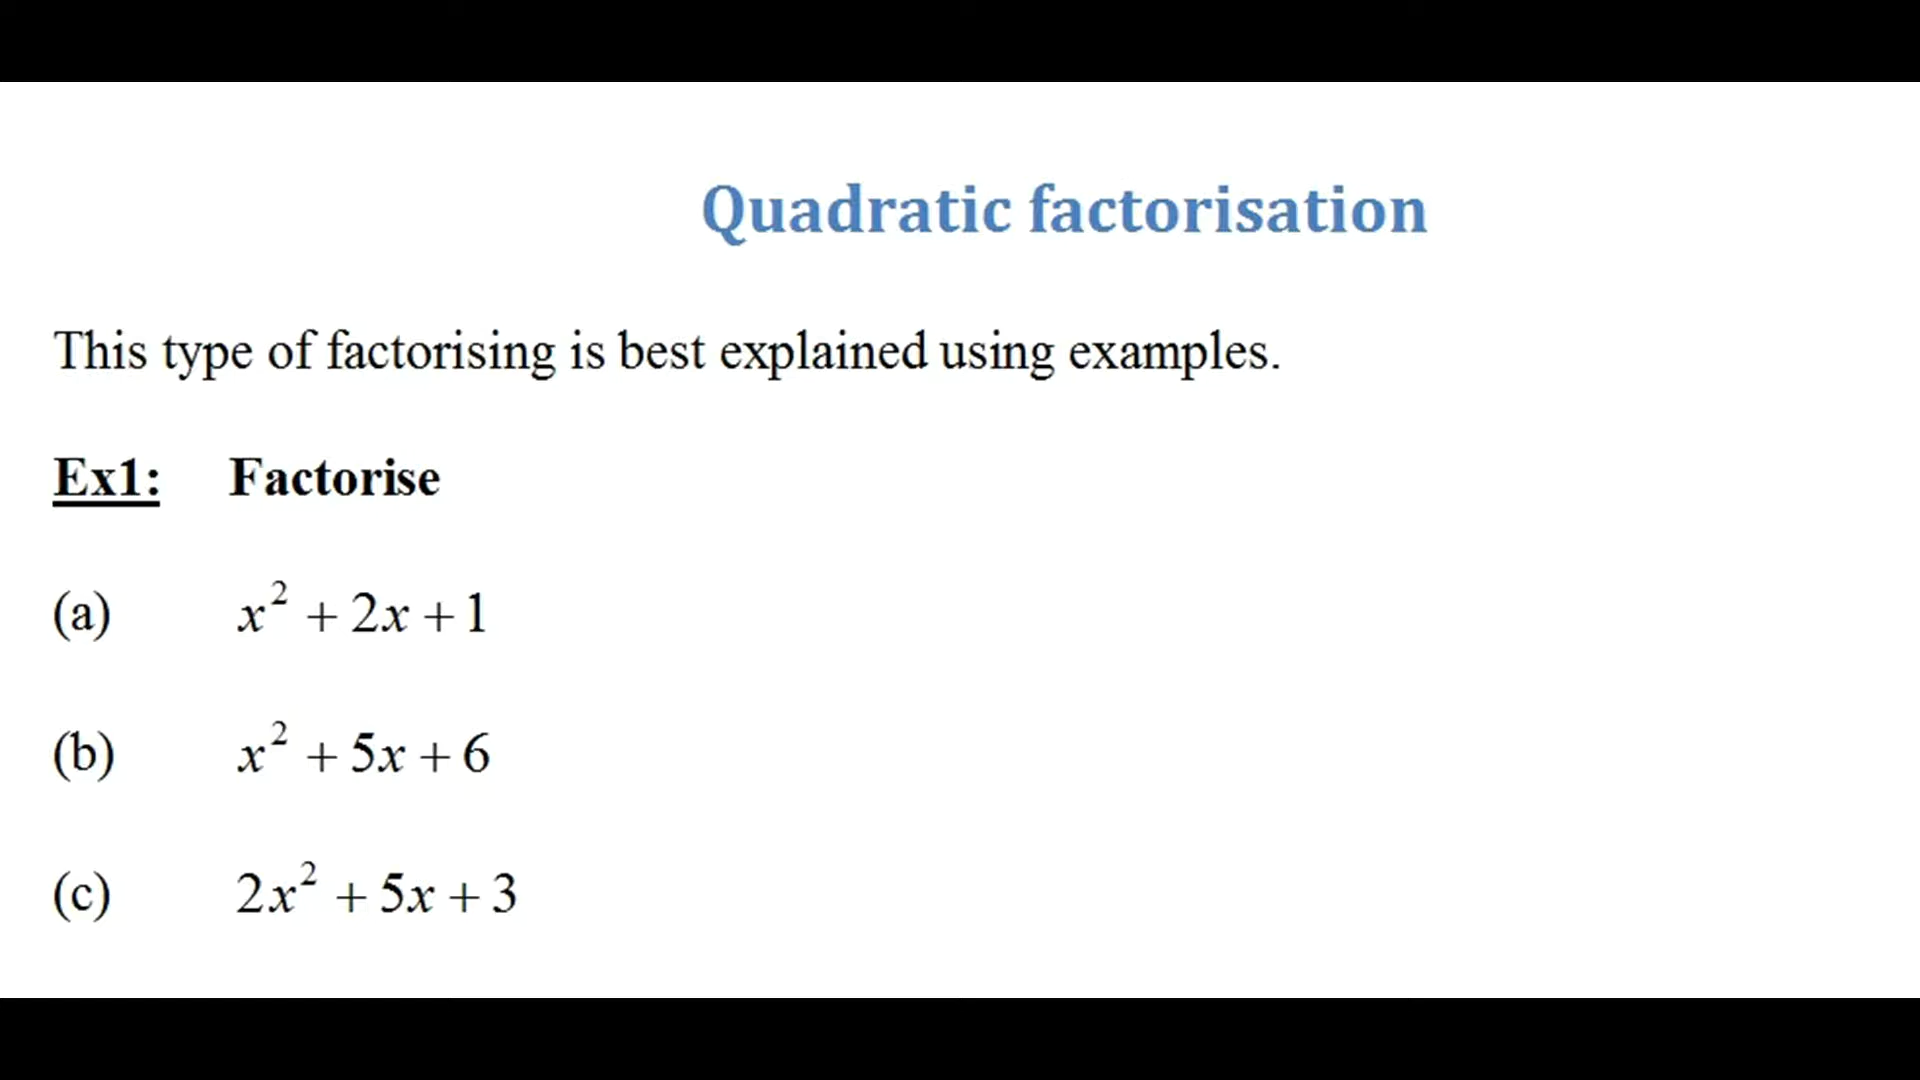 Quadratic factorisation
This type of factorising is best explained using examples.
Ex1: Factorise
(a) x² + 2x + 1
(b) x² + 5x + 6
(c) 2x² + 5x + 3